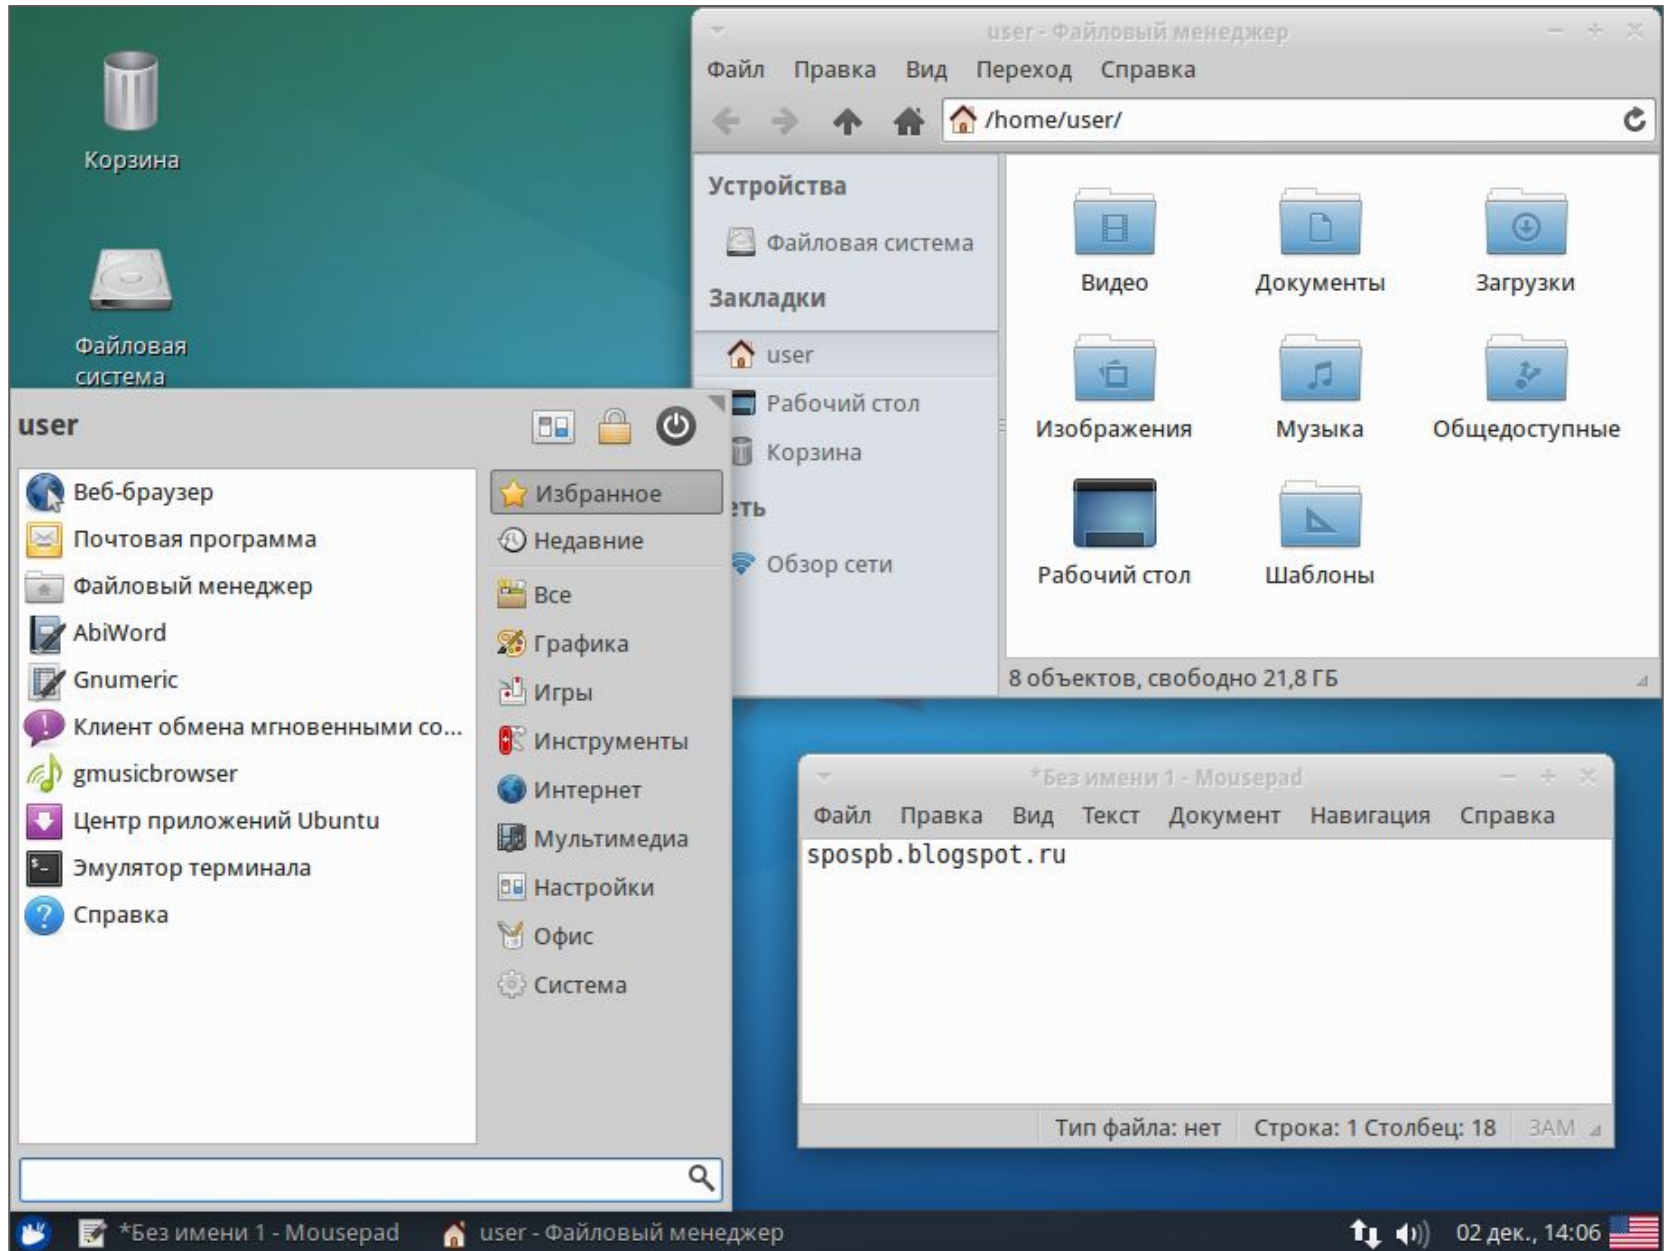 Корзина
Файловая
система
user - Файловый менеджер
Файл Правка Вид Переход Справка
/home/user/
Устройства
Файловая система
Закладки
user
Рабочий стол
Корзина
еть
Обзор сети
Видео Документы Загрузки
Изображения Музыка Общедоступные
Рабочий стол Шаблоны
8 объектов, свободно 21,8 ГБ
user
Веб-браузер
Почтовая программа
Файловый менеджер
AbiWord
Gnumeric
Клиент обмена мгновенными со...
gmusicbrowser
Центр приложений Ubuntu
Эмулятор терминала
Справка
Избранное
Недавние
Все
Графика
Игры
Инструменты
Интернет
Мультимедиа
Настройки
Офис
Система
*Без имени 1 - Mousepad
Файл Правка Вид Текст Документ Навигация Справка
spospb.blogspot.ru
Тип файла: нет Строка: 1 Столбец: 18 ЗАМ
*Без имени 1 - Mousepad user - Файловый менеджер 02 дек., 14:06